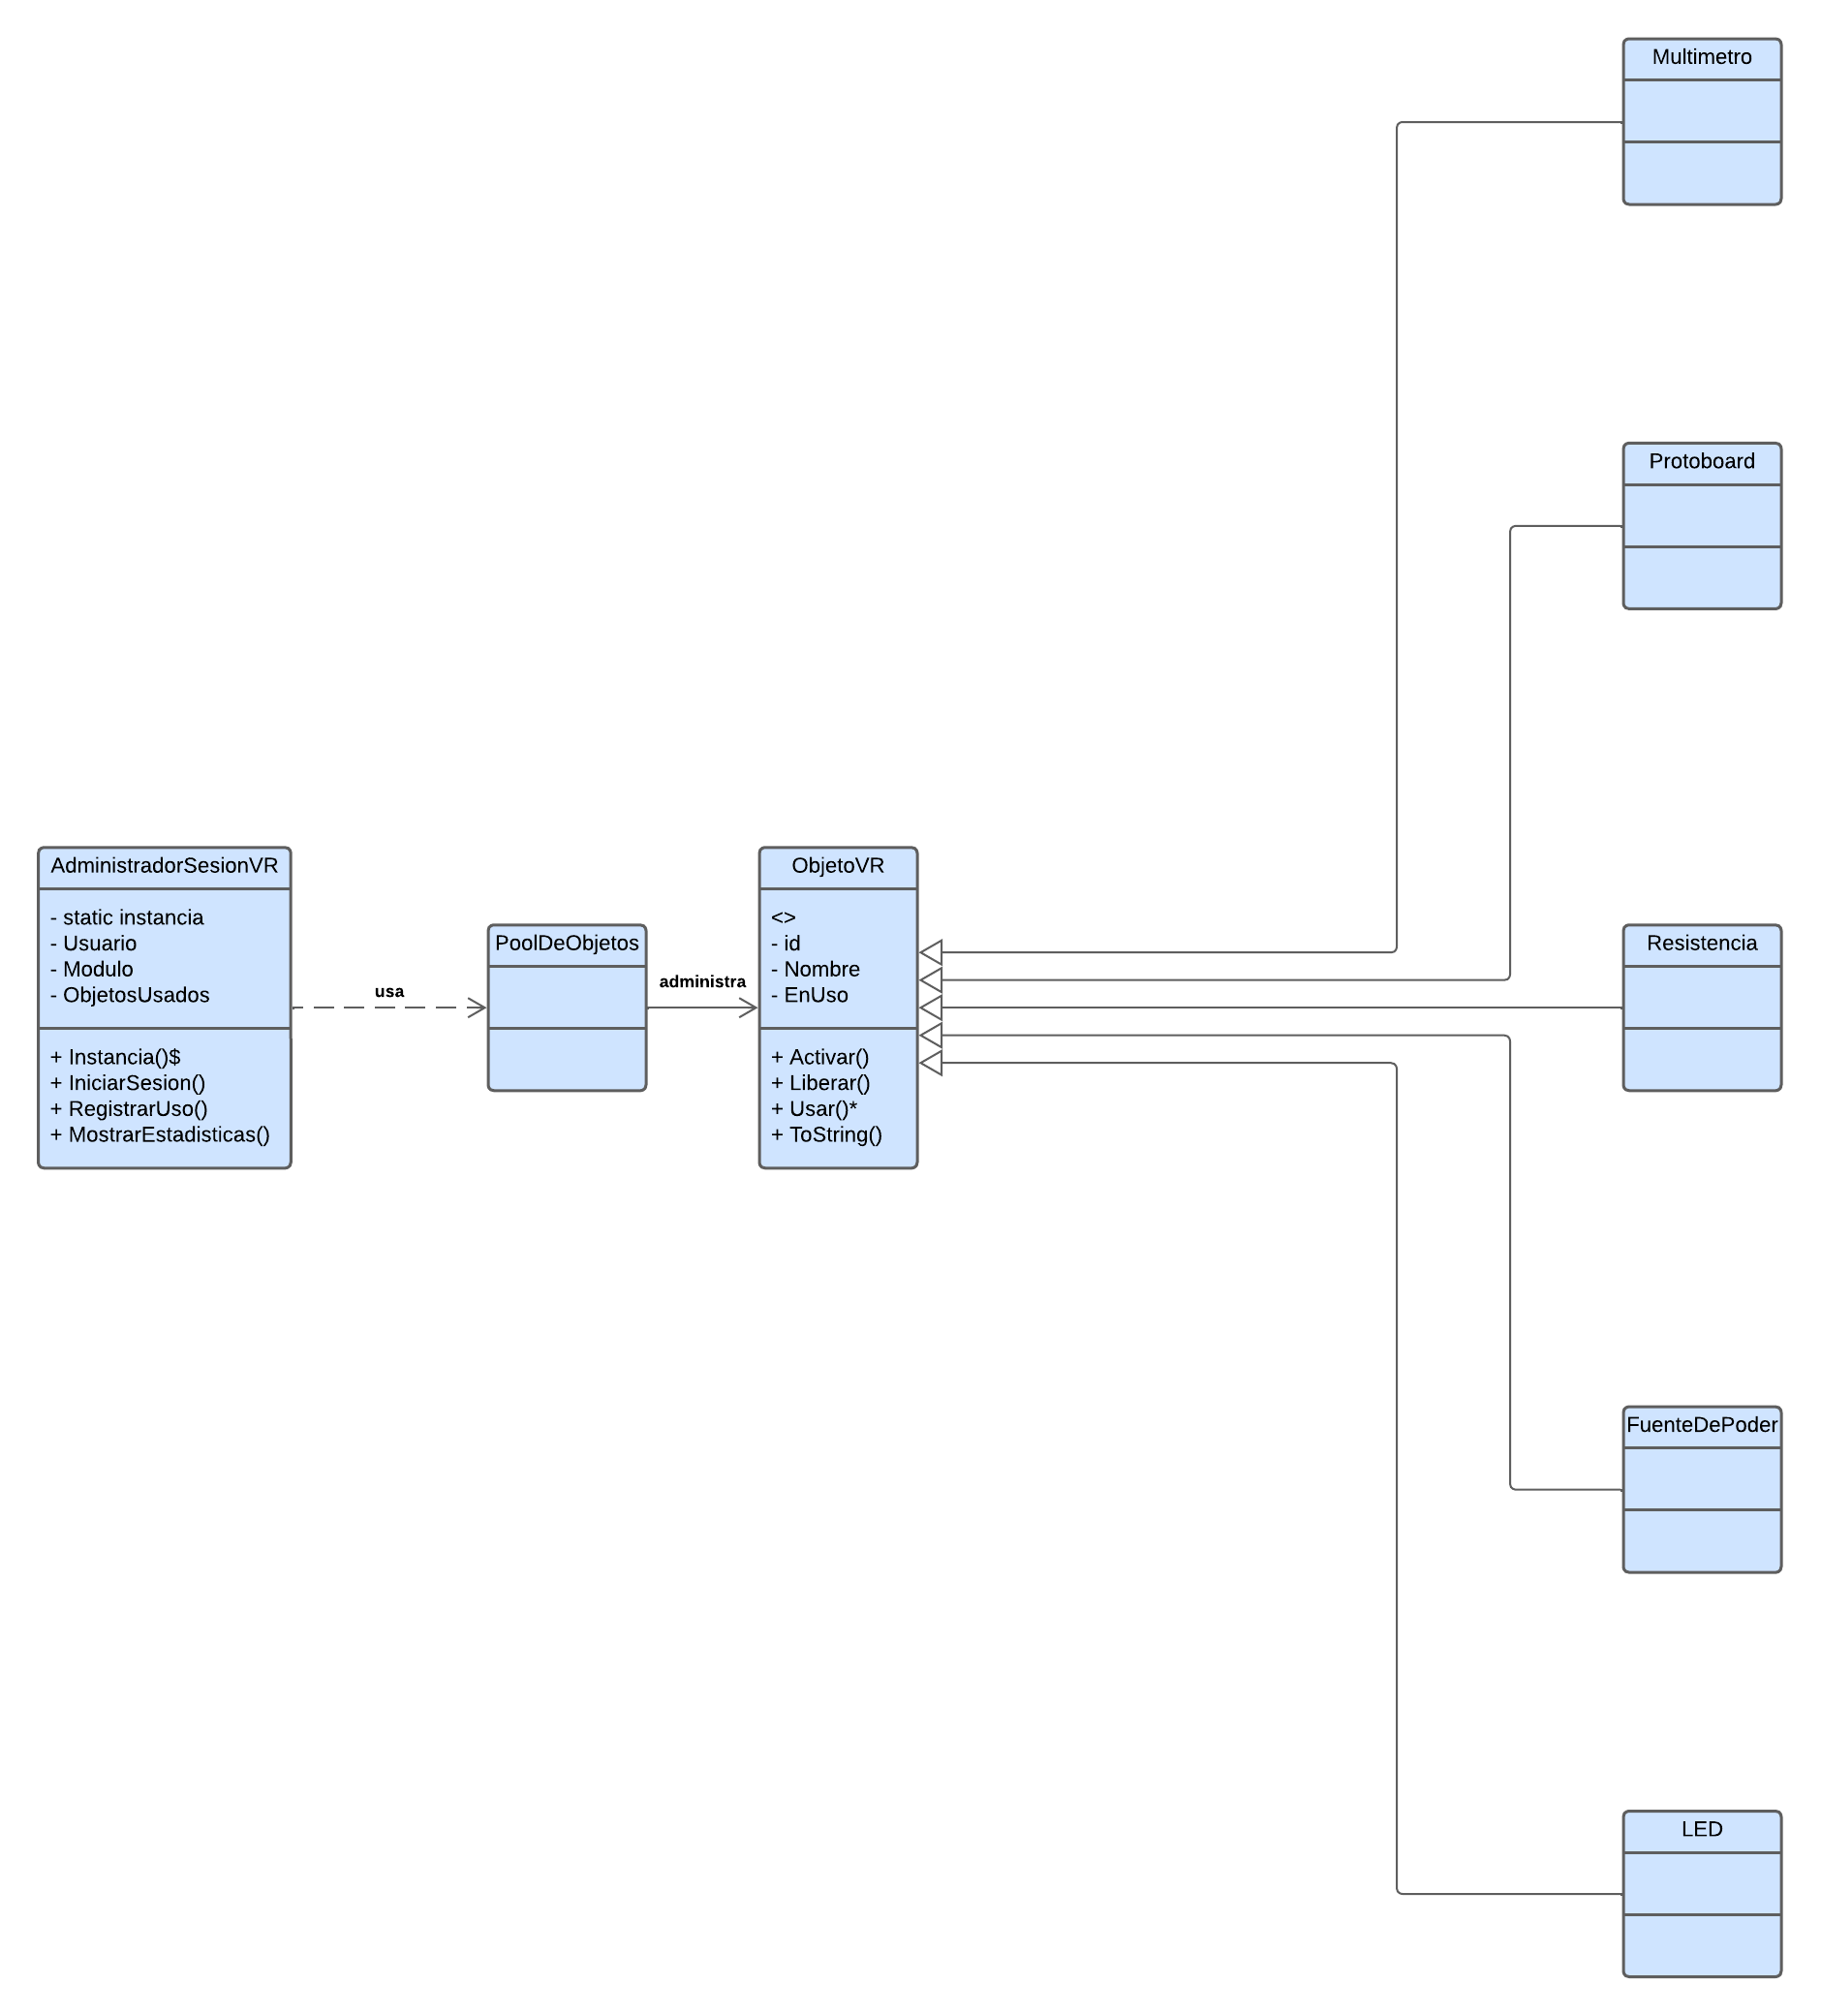 Multimetro
Protoboard
AdministradorSesionVR
- static instancia
- Usuario
- Modulo
- ObjetosUsados
+ Instancia()$
+ IniciarSesion()
+ RegistrarUso()
+ MostrarEstadisticas()
usa
PoolDeObjetos
administra
ObjetoVR
<>
- id
- Nombre
- EnUso
+ Activar()
+ Liberar()
+ Usar()*
+ ToString()
Resistencia
FuenteDePoder
LED